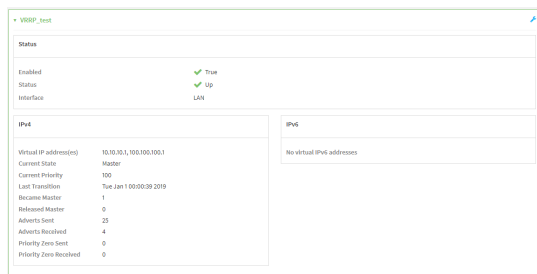 VRRP_test
Status
Enabled True
Status Up
Interface LAN
IPv4
Virtual IP address(es) 10.10.10.1, 100.100.100.1
Current State Master
Current Priority 100
Last Transition Tue Jan 1 00:00:39 2019
Became Master 1
Released Master 0
Adverts Sent 25
Adverts Received 4
Priority Zero Sent 0
Priority Zero Received 0
IPv6
No virtual IPv6 addresses